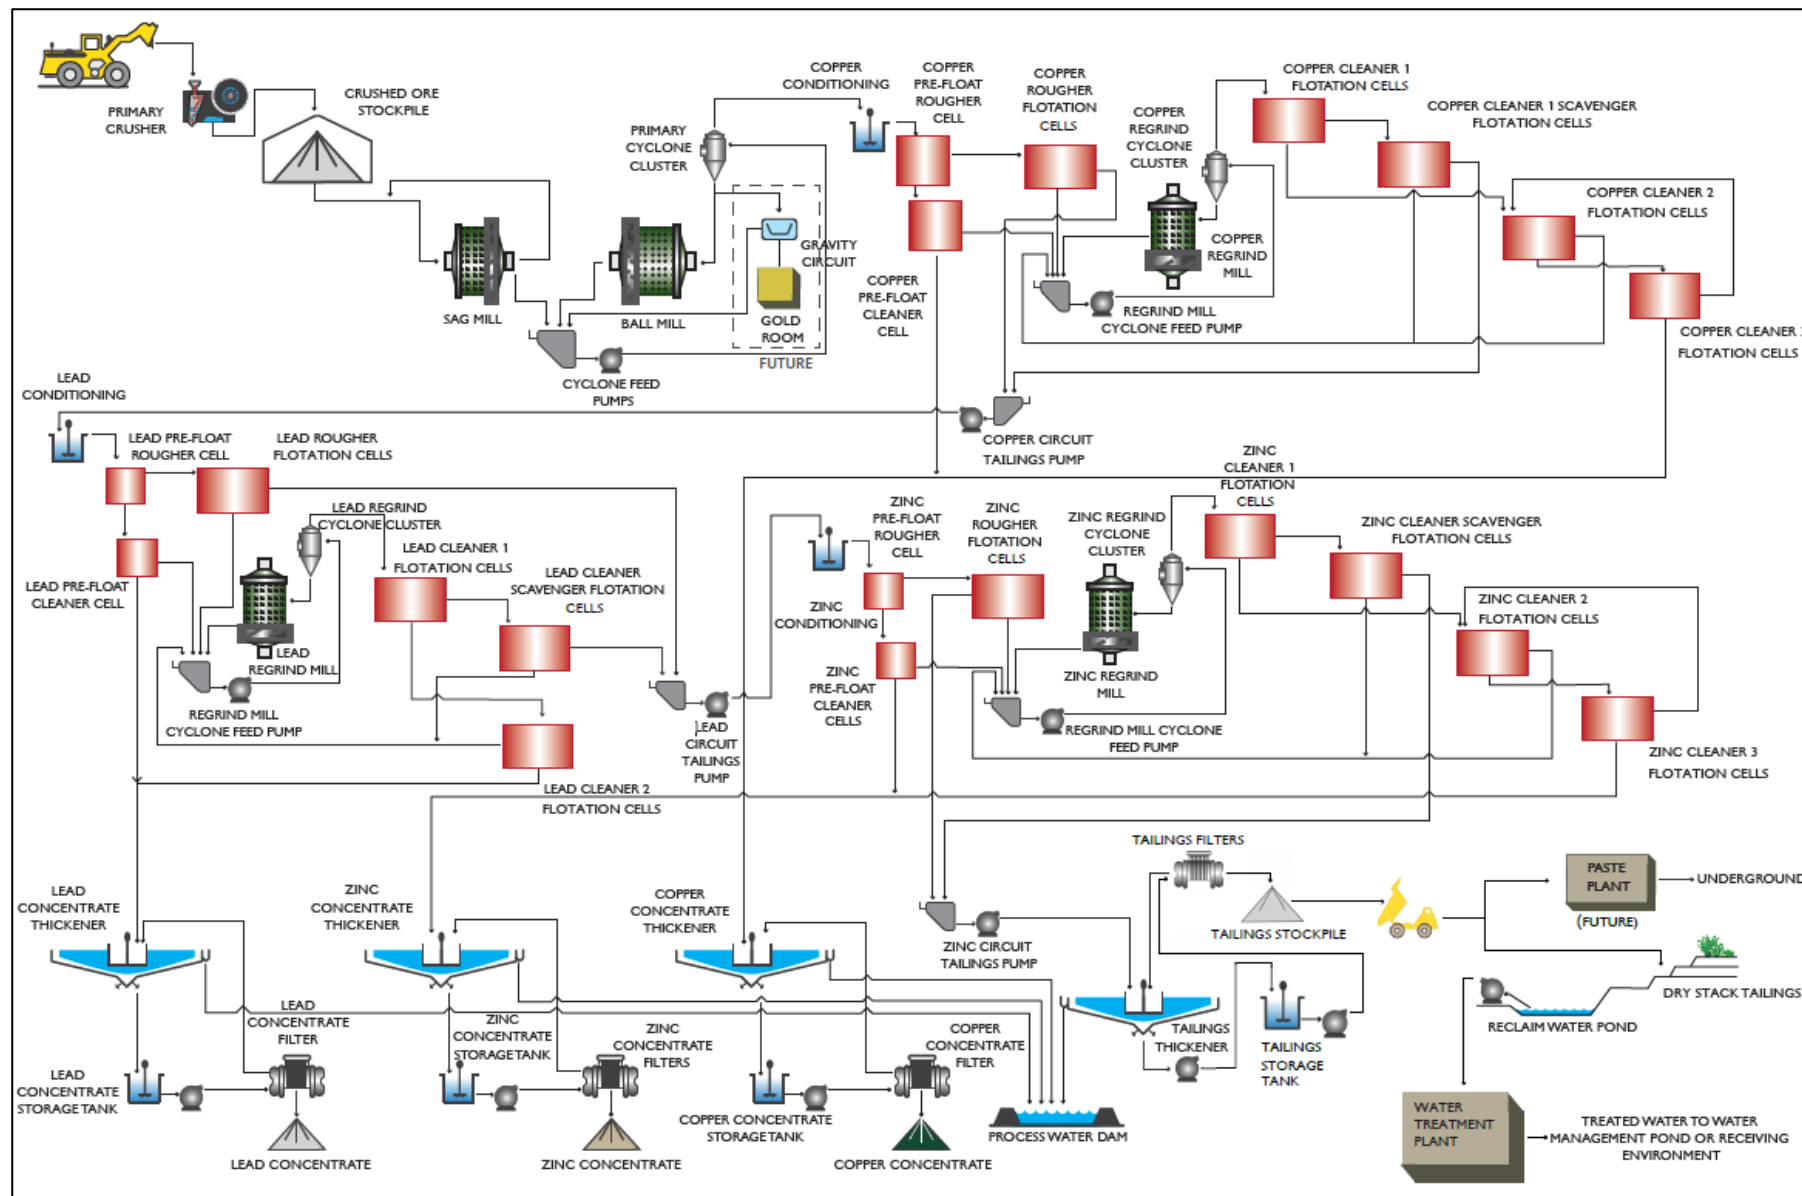 PRIMARY
CRUSHER
CRUSHED ORE
STOCKPILE
SAG MILL
PRIMARY
CYCLONE
CLUSTER
BALL MILL
GRAVITY
CIRCUIT
GOLD
ROOM
FUTURE
CYCLONE FEED
PUMPS
COPPER
CONDITIONING
COPPER
PRE-FLOAT
ROUGHER
CELL
COPPER
ROUGHER
FLOTATION
CELLS
COPPER
PRE-FLOAT
CLEANER
CELL
COPPER
REGRIND
CYCLONE
CLUSTER
COPPER
REGRIND
MILL
REGRIND MILL
CYCLONE FEED PUMP
COPPER CLEANER 1
FLOTATION CELLS
COPPER CLEANER 1 SCAVENGER
FLOTATION CELLS
COPPER CLEANER 2
FLOTATION CELLS
COPPER CLEANER
FLOTATION CELLS
COPPER CIRCUIT
TAILINGS PUMP
LEAD
CONDITIONING
LEAD PRE-FLOAT
ROUGHER CELL
LEAD ROUGHER
FLOTATION CELLS
LEAD PRE-FLOAT
CLEANER CELL
LEAD REGRIND
CYCLONE CLUSTER
LEAD
REGRIND MILL
REGRIND MILL
CYCLONE FEED PUMP
LEAD CLEANER 1
FLOTATION CELLS
LEAD CLEANER
SCAVENGER FLOTATION
CELLS
LEAD CLEANER 2
FLOTATION CELLS
LEAD
CIRCUIT
TAILINGS
PUMP
ZINC
CONDITIONING
ZINC
PRE-FLOAT
ROUGHER
CELL
ZINC
ROUGHER
FLOTATION
CELLS
ZINC
PRE-FLOAT
CLEANER
CELLS
ZINC REGRIND
CYCLONE
CLUSTER
ZINC REGRIND
MILL
REGRIND MILL CYCLONE
FEED PUMP
ZINC
CLEANER 1
FLOTATION
CELLS
ZINC CLEANER SCAVENGER
FLOTATION CELLS
ZINC CLEANER 2
FLOTATION CELLS
ZINC CLEANER 3
FLOTATION CELLS
LEAD
CONCENTRATE
THICKENER
ZINC
CONCENTRATE
THICKENER
COPPER
CONCENTRATE
THICKENER
ZINC CIRCUIT
TAILINGS PUMP
TAILINGS FILTERS
TAILINGS STOCKPILE
PASTE
PLANT
(FUTURE)
UNDERGROUND
DRY STACK TAILINGS
RECLAIM WATER POND
LEAD
CONCENTRATE
FILTER
ZINC
CONCENTRATE
STORAGE TANK
ZINC
CONCENTRATE
FILTERS
COPPER
CONCENTRATE
FILTER
TAILINGS
THICKENER
TAILINGS
STORAGE
TANK
LEAD
CONCENTRATE
STORAGE TANK
COPPER CONCENTRATE
STORAGE TANK
PROCESS WATER DAM
LEAD CONCENTRATE
ZINC CONCENTRATE
COPPER CONCENTRATE
WATER
TREATMENT
PLANT
TREATED WATER TO WATER
MANAGEMENT POND OR RECEIVING
ENVIRONMENT